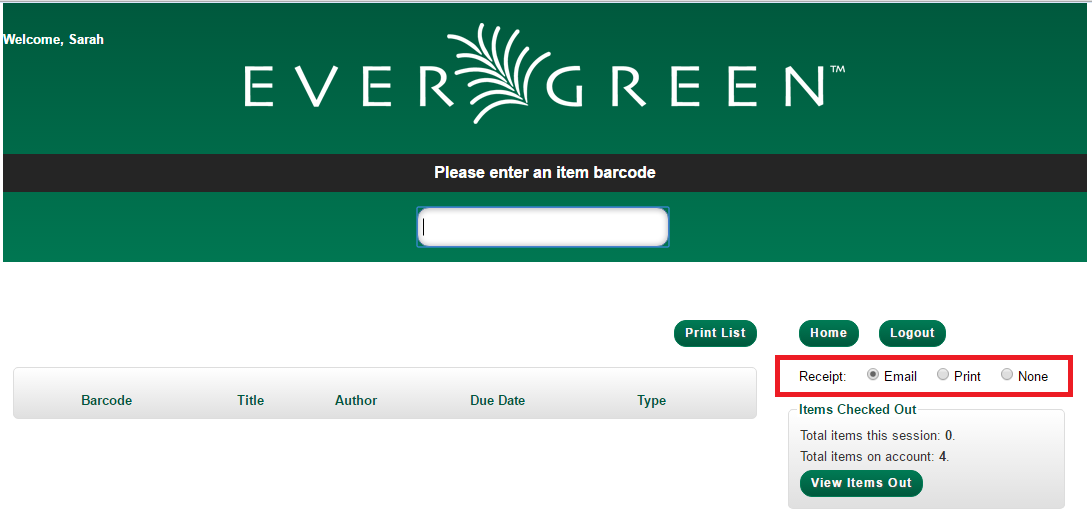 Welcome, Sarah
EVERGREEN™
Please enter an item barcode
Print List Home Logout
Receipt: Email Print None
Barcode Title Author Due Date Type
Items Checked Out
Total items this session: 0.
Total items on account: 4.
View Items Out